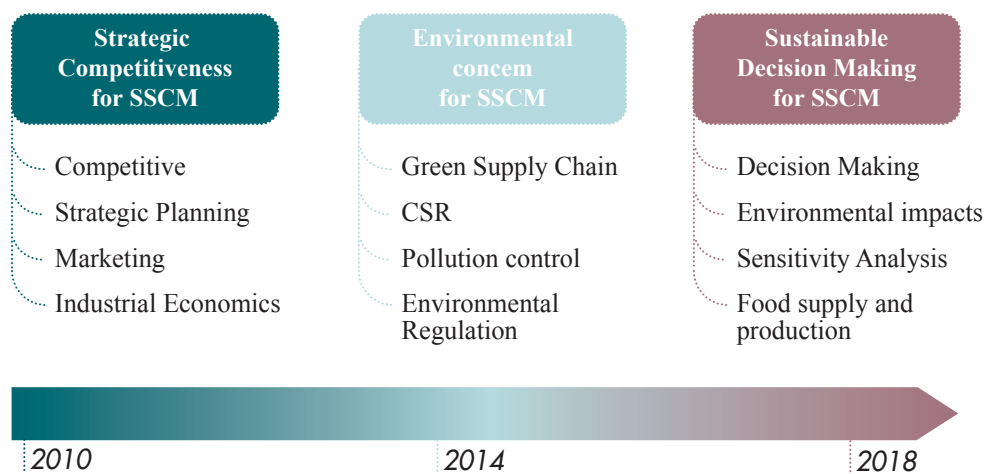 Strategic
Competitiveness
for SSCM
Competitive
Strategic Planning
Marketing
Industrial Economics
Environmental
concem
for SSCM
Green Supply Chain
CSR
Pollution control
Environmental
Regulation
Sustainable
Decision Making
for SSCM
Decision Making
Environmental impacts
Sensitivity Analysis
Food supply and
production
2010
2014
2018